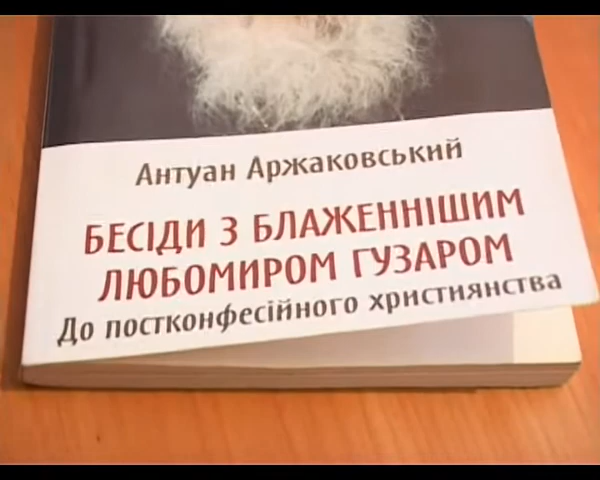 Антуан Аржаковський
БЕСІДИ З БЛАЖЕННІШИМ
ЛЮБОМИРОМ ГУЗАРОМ
До постконфесійного християнства